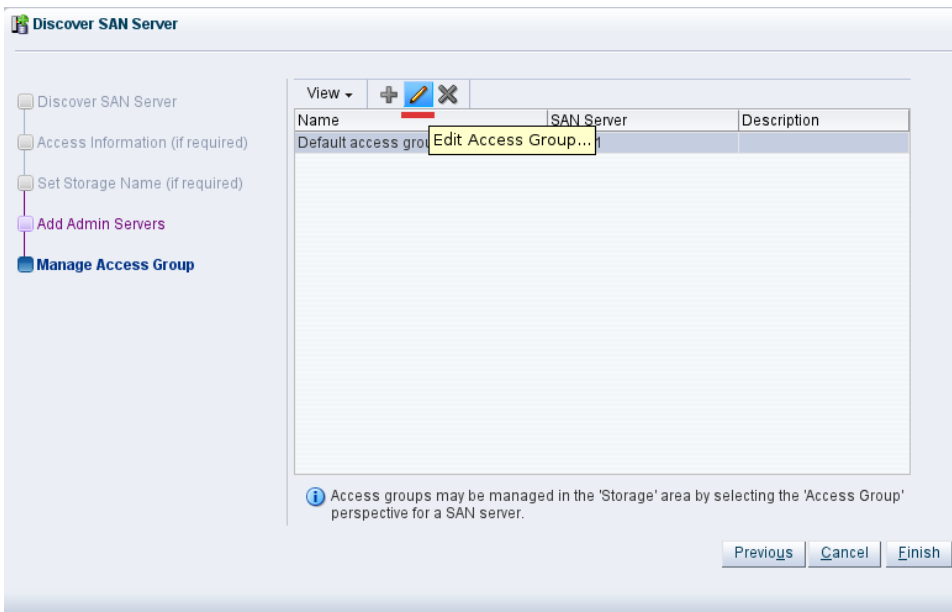 Discover SAN Server
Discover SAN Server
Access Information (if required)
Set Storage Name (if required)
Add Admin Servers
Manage Access Group
View
Name SAN Server Description
Default access grou
Edit Access Group...
Access groups may be managed in the 'Storage' area by selecting the 'Access Group'
perspective for a SAN server.
Previous Cancel Finish